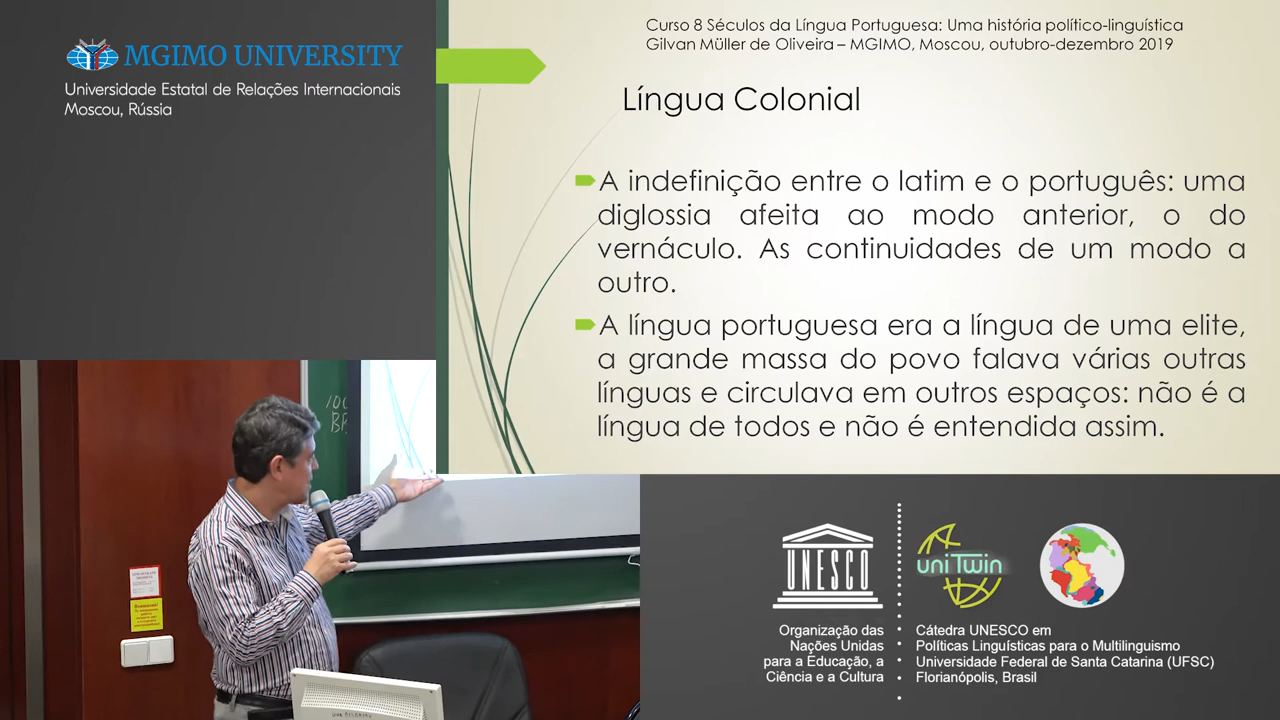 MGIMO UNIVERSITY
Universidade Estatal de Relações Internacionais
Moscou, Rússia
Curso 8 Séculos da Língua Portuguesa: Uma história político-linguística
Gilvan Müller de Oliveira – MGIMO, Moscou, outubro-dezembro 2019
Língua Colonial
A indefinição entre o latim e o português: uma
diglossia afeita ao modo anterior, o do
vernáculo. As continuidades de um modo a
outro.
A língua portuguesa era a língua de uma elite,
a grande massa do povo falava várias outras
línguas e circulava em outros espaços: não é a
língua de todos e não é entendida assim.
UNESCO
Organização das
Nações Unidas
para a Educação, a
Ciência e a Cultura
uniTwin
Cátedra UNESCO em
Políticas Linguísticas para o Multilinguismo
Universidade Federal de Santa Catarina (UFSC)
Florianópolis, Brasil